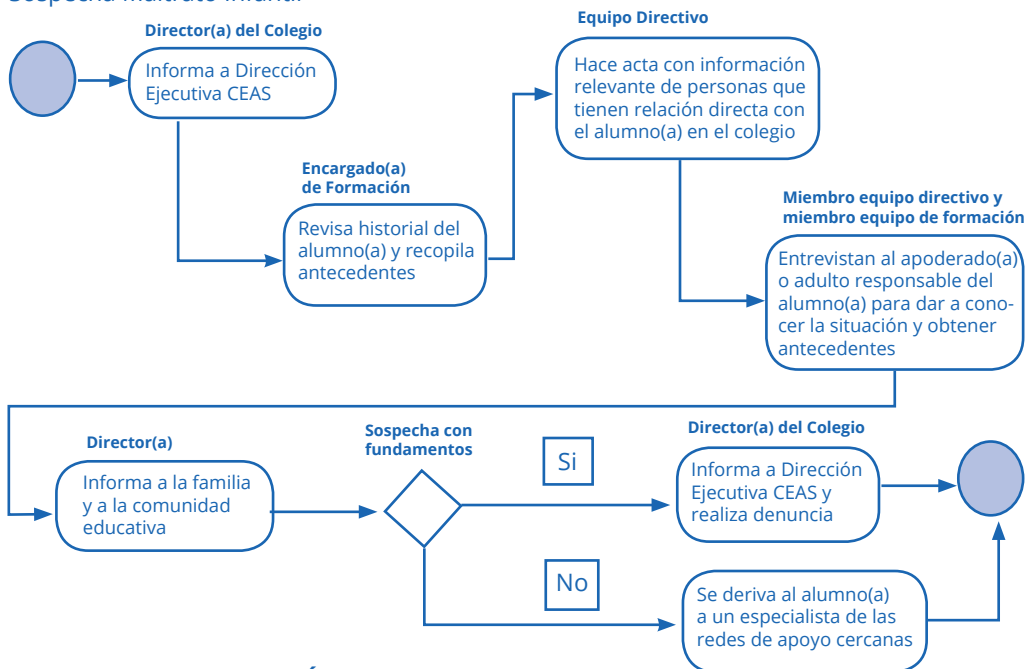 Sospecha maltrato infantil
Director(a) del Colegio
Informa a Dirección
Ejecutiva CEAS
Encargado(a)
de Formación
Revisa historial del
alumno(a) y recopila
antecedentes
Equipo Directivo
Hace acta con información
relevante de personas que
tienen relación directa con
el alumno(a) en el colegio
Miembro equipo directivo y
miembro equipo de formación
Entrevistan al apoderado(a)
o adulto responsable del
alumno(a) para dar a cono-
cer la situación y obtener
antecedentes
Director(a)
Informa a la familia
y a la comunidad
educativa
Sospecha con
fundamentos
Si
Director(a) del Colegio
Informa a Dirección
Ejecutiva CEAS y
realiza denuncia
No
Se deriva al alumno(a)
a un especialista de las
redes de apoyo cercanas